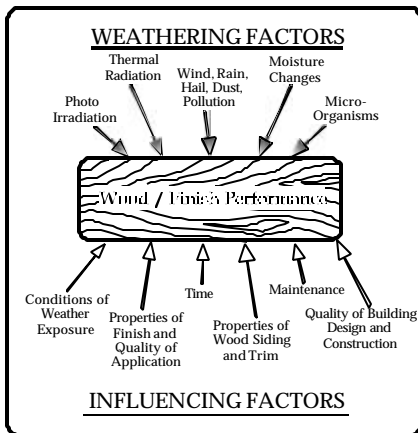 WEATHERING FACTORS
Thermal
Radiation
Wind, Rain,
Hail, Dust,
Pollution
Moisture
Changes
Photo
Irradiation
Micro-
Organisms
Wood / Finish Performance
Conditions of
Weather
Exposure
Properties of
Finish and
Quality of
Application
Time
Properties of
Wood Siding
and Trim
Maintenance
Quality of Building
Design and
Construction
INFLUENCING FACTORS